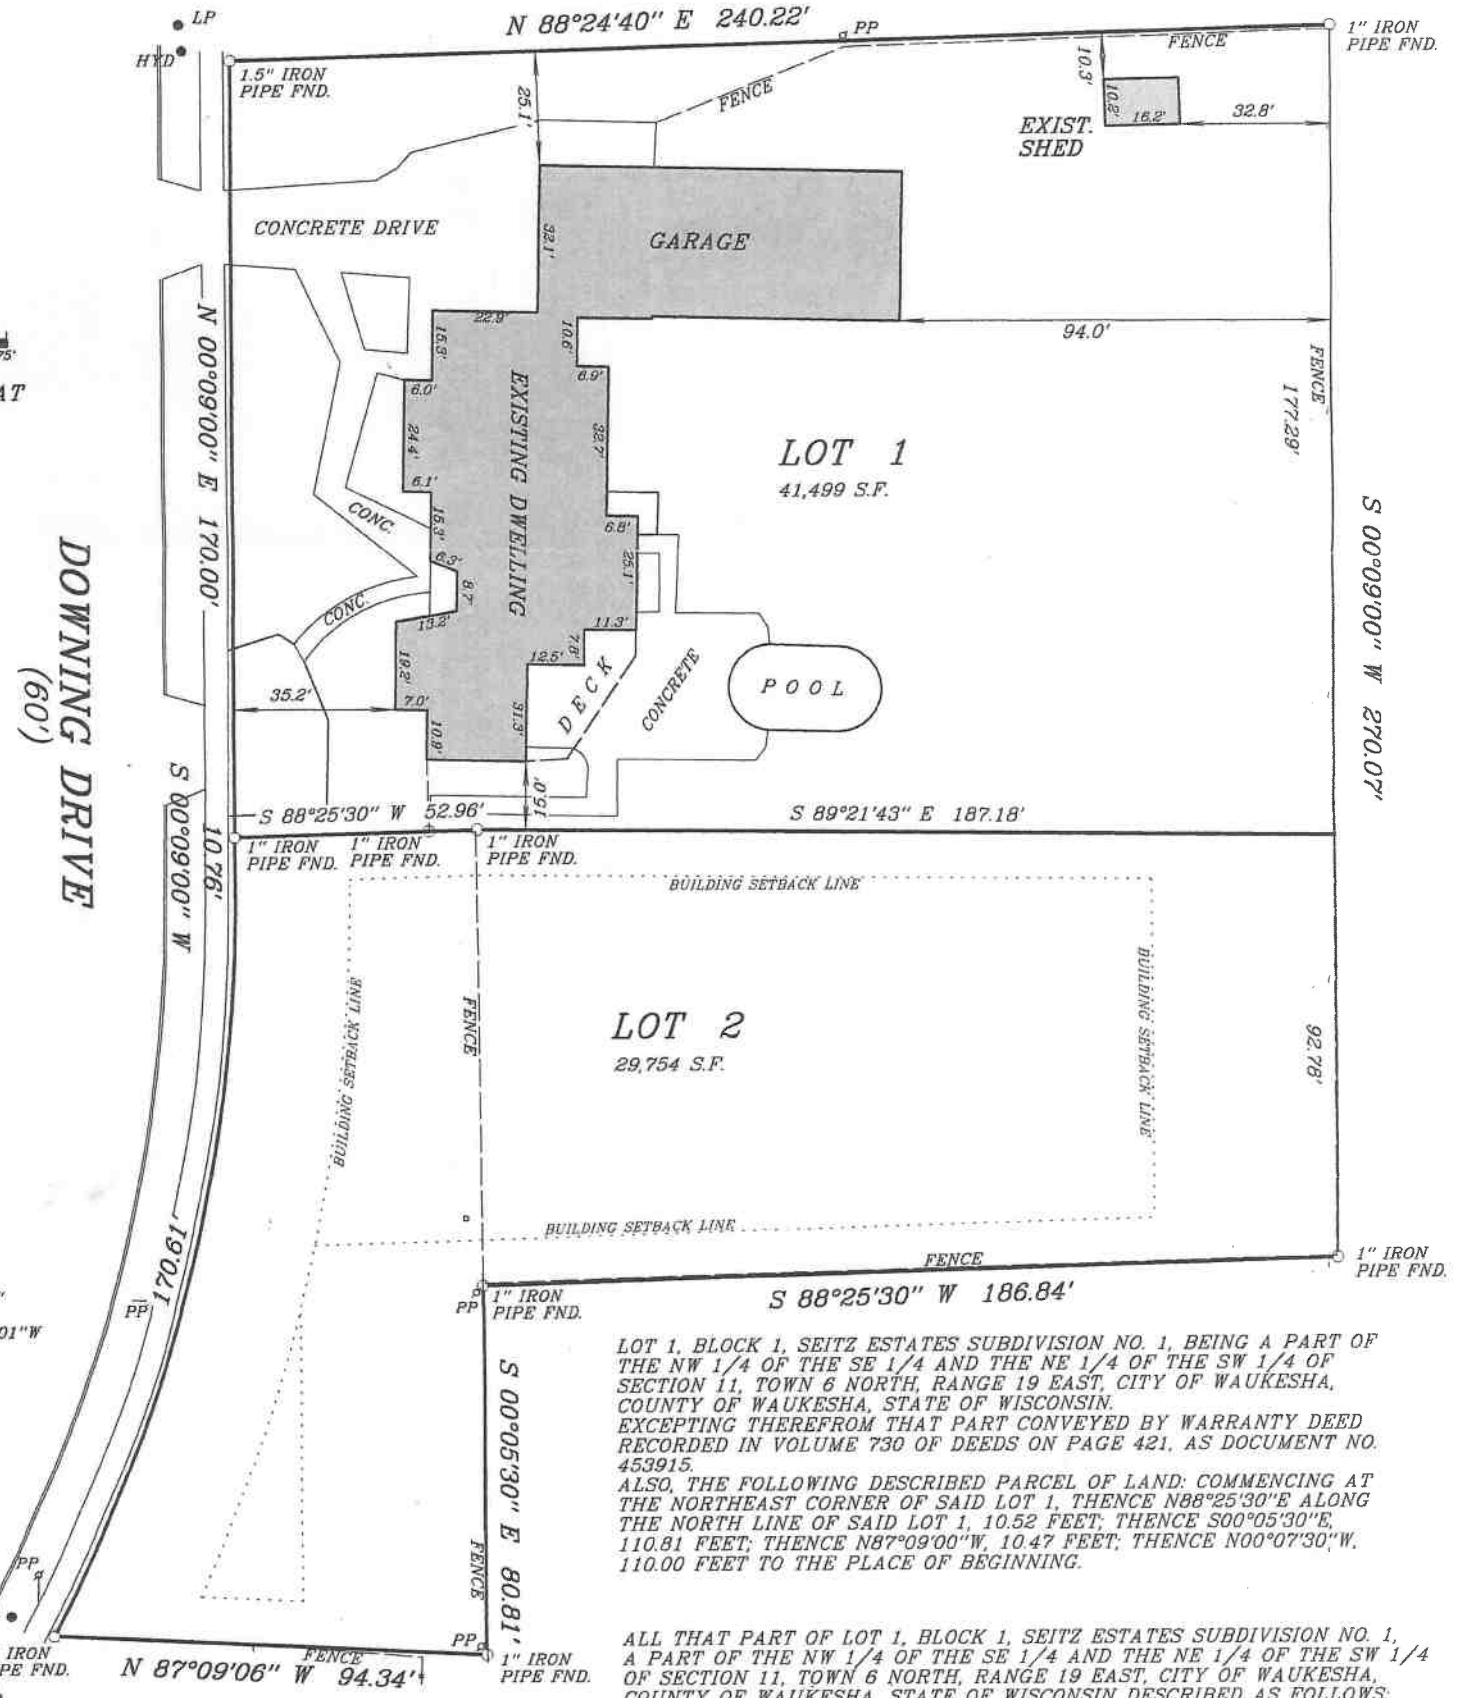 LP
N 88°24'40" E 240.22'
PP
1" IRON
PIPE FND.
HYD
1.5" IRON
PIPE FND.
25.1'
FENCE
FENCE
10.3'
10.2'
16.2'
32.8'
EXIST.
SHED
CONCRETE DRIVE
32.1'
GARAGE
N 00°09'00" E 170.00'
22.9'
15.3'
10.6'
94.0'
FENCE
177.29'
75'
AT
6.0'
6.9'
24.4'
EXISTING DWELLING
32.7'
LOT 1
41,499 S.F.
6.1'
CONC.
15.3'
6.8'
S 00°09'00" W 270.07'
DOWNING DRIVE
(60')
6.3'
8.7'
25.1'
CONC.
13.2'
11.3'
7.8'
12.5'
19.2'
35.2'
7.0'
DECK
CONCRETE
POOL
31.3'
10.9'
15.0'
S 00°09'00" W
10.76'
S 88°25'30" W 52.96'
S 89°21'43" E 187.18'
1" IRON
PIPE FND.
1" IRON
PIPE FND.
1" IRON
PIPE FND.
BUILDING SETBACK LINE
BUILDING SETBACK LINE
FENCE
BUILDING SETBACK LINE
LOT 2
29,754 S.F.
92.78'
170.61'
BUILDING SETBACK LINE
FENCE
1" IRON
PIPE FND.
PP
PP
1" IRON
PIPE FND.
S 88°25'30" W 186.84'
01"W
S 00°05'30" E 80.81'
FENCE
LOT 1, BLOCK 1, SEITZ ESTATES SUBDIVISION NO. 1, BEING A PART OF
THE NW 1/4 OF THE SE 1/4 AND THE NE 1/4 OF THE SW 1/4 OF
SECTION 11, TOWN 6 NORTH, RANGE 19 EAST, CITY OF WAUKESHA,
COUNTY OF WAUKESHA, STATE OF WISCONSIN.
EXCEPTING THEREFROM THAT PART CONVEYED BY WARRANTY DEED
RECORDED IN VOLUME 730 OF DEEDS ON PAGE 421, AS DOCUMENT NO.
453915.
ALSO, THE FOLLOWING DESCRIBED PARCEL OF LAND: COMMENCING AT
THE NORTHEAST CORNER OF SAID LOT 1, THENCE N88°25'30"E ALONG
THE NORTH LINE OF SAID LOT 1, 10.52 FEET; THENCE S00°05'30"E,
110.81 FEET; THENCE N87°09'00"W, 10.47 FEET; THENCE N00°07'30"W,
110.00 FEET TO THE PLACE OF BEGINNING.
PP
PP
IRON
PE FND.
FENCE
N 87°09'06" W 94.34'
1" IRON
PIPE FND.
ALL THAT PART OF LOT 1, BLOCK 1, SEITZ ESTATES SUBDIVISION NO. 1,
A PART OF THE NW 1/4 OF THE SE 1/4 AND THE NE 1/4 OF THE SW 1/4
OF SECTION 11, TOWN 6 NORTH, RANGE 19 EAST, CITY OF WAUKESHA,
COUNTY OF WAUKESHA, STATE OF WISCONSIN DESCRIBED AS FOLLOWS: